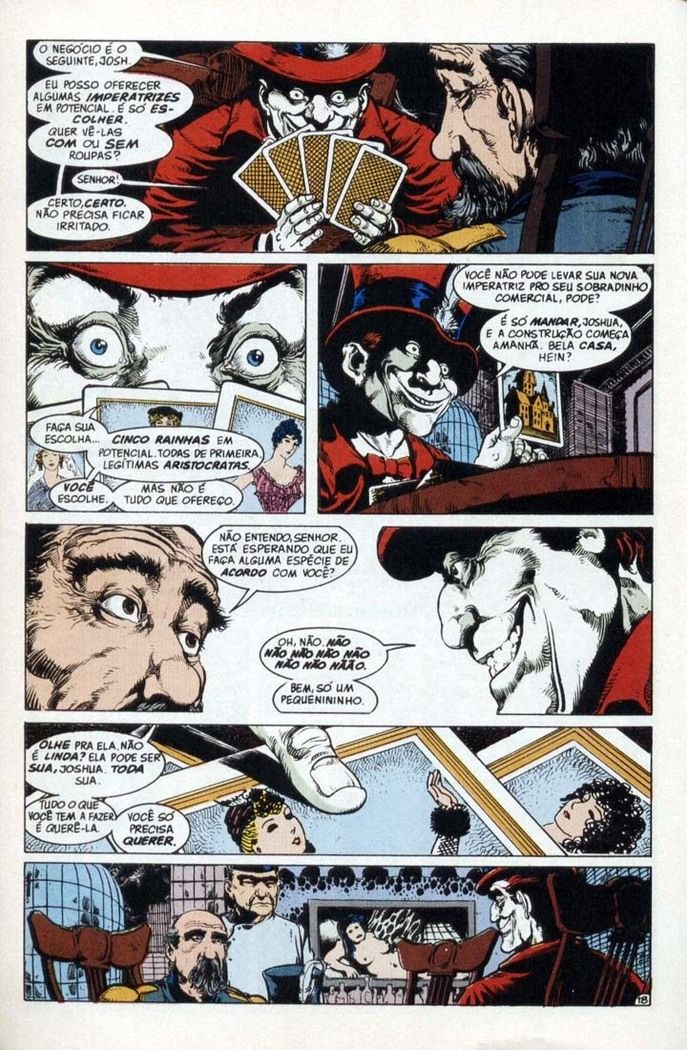 O NEGÓCIO É O
SEGUINTE, JOSH.
EU POSSO OFERECER
ALGUMAS IMPERATRIZES
EM POTENCIAL. É SÓ ES-
COLHER.
QUER VÊ-LAS
COM OU SEM
ROUPAS?
SENHOR!
CERTO, CERTO.
NÃO PRECISA FICAR
IRRITADO.
FAÇA SUA
ESCOLHA...
CINCO RAINHAS EM
POTENCIAL. TODAS DE PRIMEIRA.
LEGÍTIMAS ARISTOCRATAS.
VOCÊ
ESCOLHE.
MAS NÃO É
TUDO QUE OFEREÇO.
VOCÊ NÃO PODE LEVAR SUA NOVA
IMPERATRIZ PRO SEU SOBRADINHO
COMERCIAL, PODE?
É SÓ MANDAR, JOSHUA,
E A CONSTRUÇÃO COMEÇA
AMANHÃ. BELA CASA,
HEIN?
NÃO ENTENDO, SENHOR.
ESTÁ ESPERANDO QUE EU
FAÇA ALGUMA ESPÉCIE DE
ACORDO COM VOCÊ?
OH, NÃO. NÃO
NÃO NÃO NÃO NÃO
NÃO NÃO NÃÃO.
BEM, SÓ UM
PEQUENININHO.
OLHE PRA ELA. NÃO
É LINDA? ELA PODE SER
SUA, JOSHUA. TODA
SUA.
TUDO O QUE
VOCÊ TEM A FAZER
É QUERÊ-LA.
VOCÊ SÓ
PRECISA
QUERER.
18